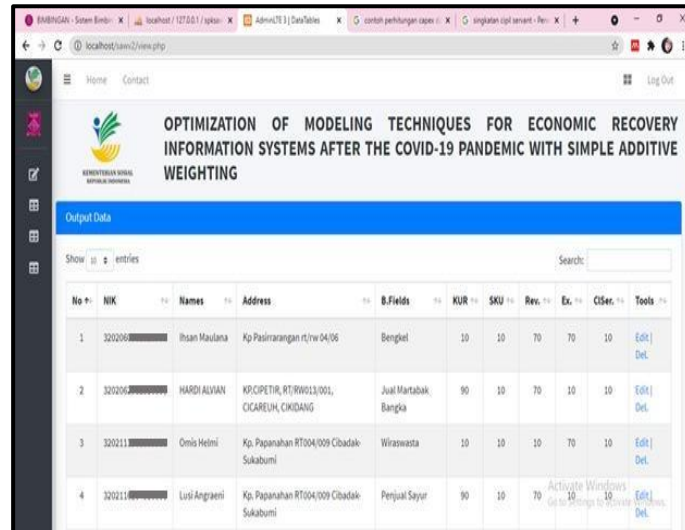 BIMBINGAN - Sistem Bimbin
localhost / 127.0.0.1 / spksaw
AdminLTE 3 | DataTables
contoh perhitungan capex
singkatan cipil servant - Pen
localhost/sawv2/view.php
Home Contact Log Out
KEMENTERIAN SOSIAL
REPUBLIK INDONESIA
OPTIMIZATION OF MODELING TECHNIQUES FOR ECONOMIC RECOVERY
INFORMATION SYSTEMS AFTER THE COVID-19 PANDEMIC WITH SIMPLE ADDITIVE
WEIGHTING
Output Data
Show 10 entries Search:
No NIK Names Address B.Fields KUR SKU Rev. Ex. CISer. Tools
1 320206 Ihsan Maulana Kp Pasirrarangan rt/rw 04/06 Bengkel 10 10 70 70 10 Edit |
Del.
2 320206 HARDI ALVIAN KP.CIPETIR, RT/RW013/001, Jual Martabak 90 10 70 10 10 Edit |
CICAREUH, CIKIDANG Bangka Del.
3 320211 Omis Helmi Kp. Papanahan RT004/009 Cibadak- Wiraswasta 10 10 10 70 10 Edit |
Sukabumi Del.
4 320211 Lusi Angraeni Kp. Papanahan RT004/009 Cibadak- Penjual Sayur 90 10 70 10 10 Edit |
Sukabumi Del.
Activate Windows
Go to Settings to activate Windows.